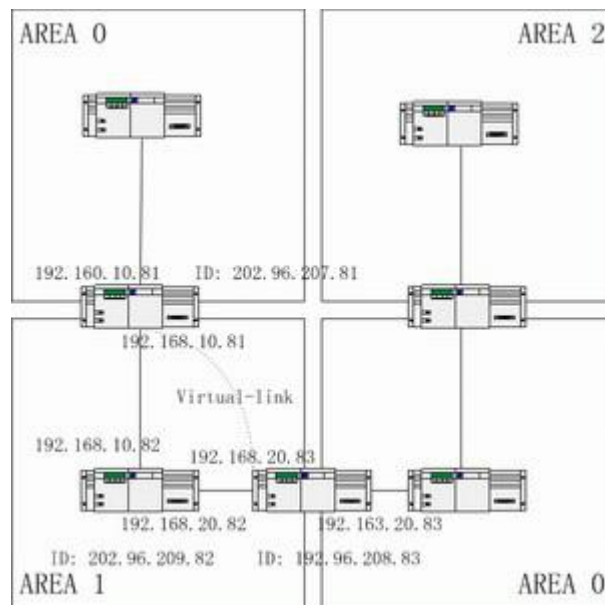 AREA 0
AREA 2
192.160.10.81 ID: 202.96.207.81
192.168.10.81
Virtual-link
192.168.10.82
192.168.20.83
192.168.20.82
192.163.20.83
ID: 202.96.209.82
ID: 192.96.208.83
AREA 1
AREA 0